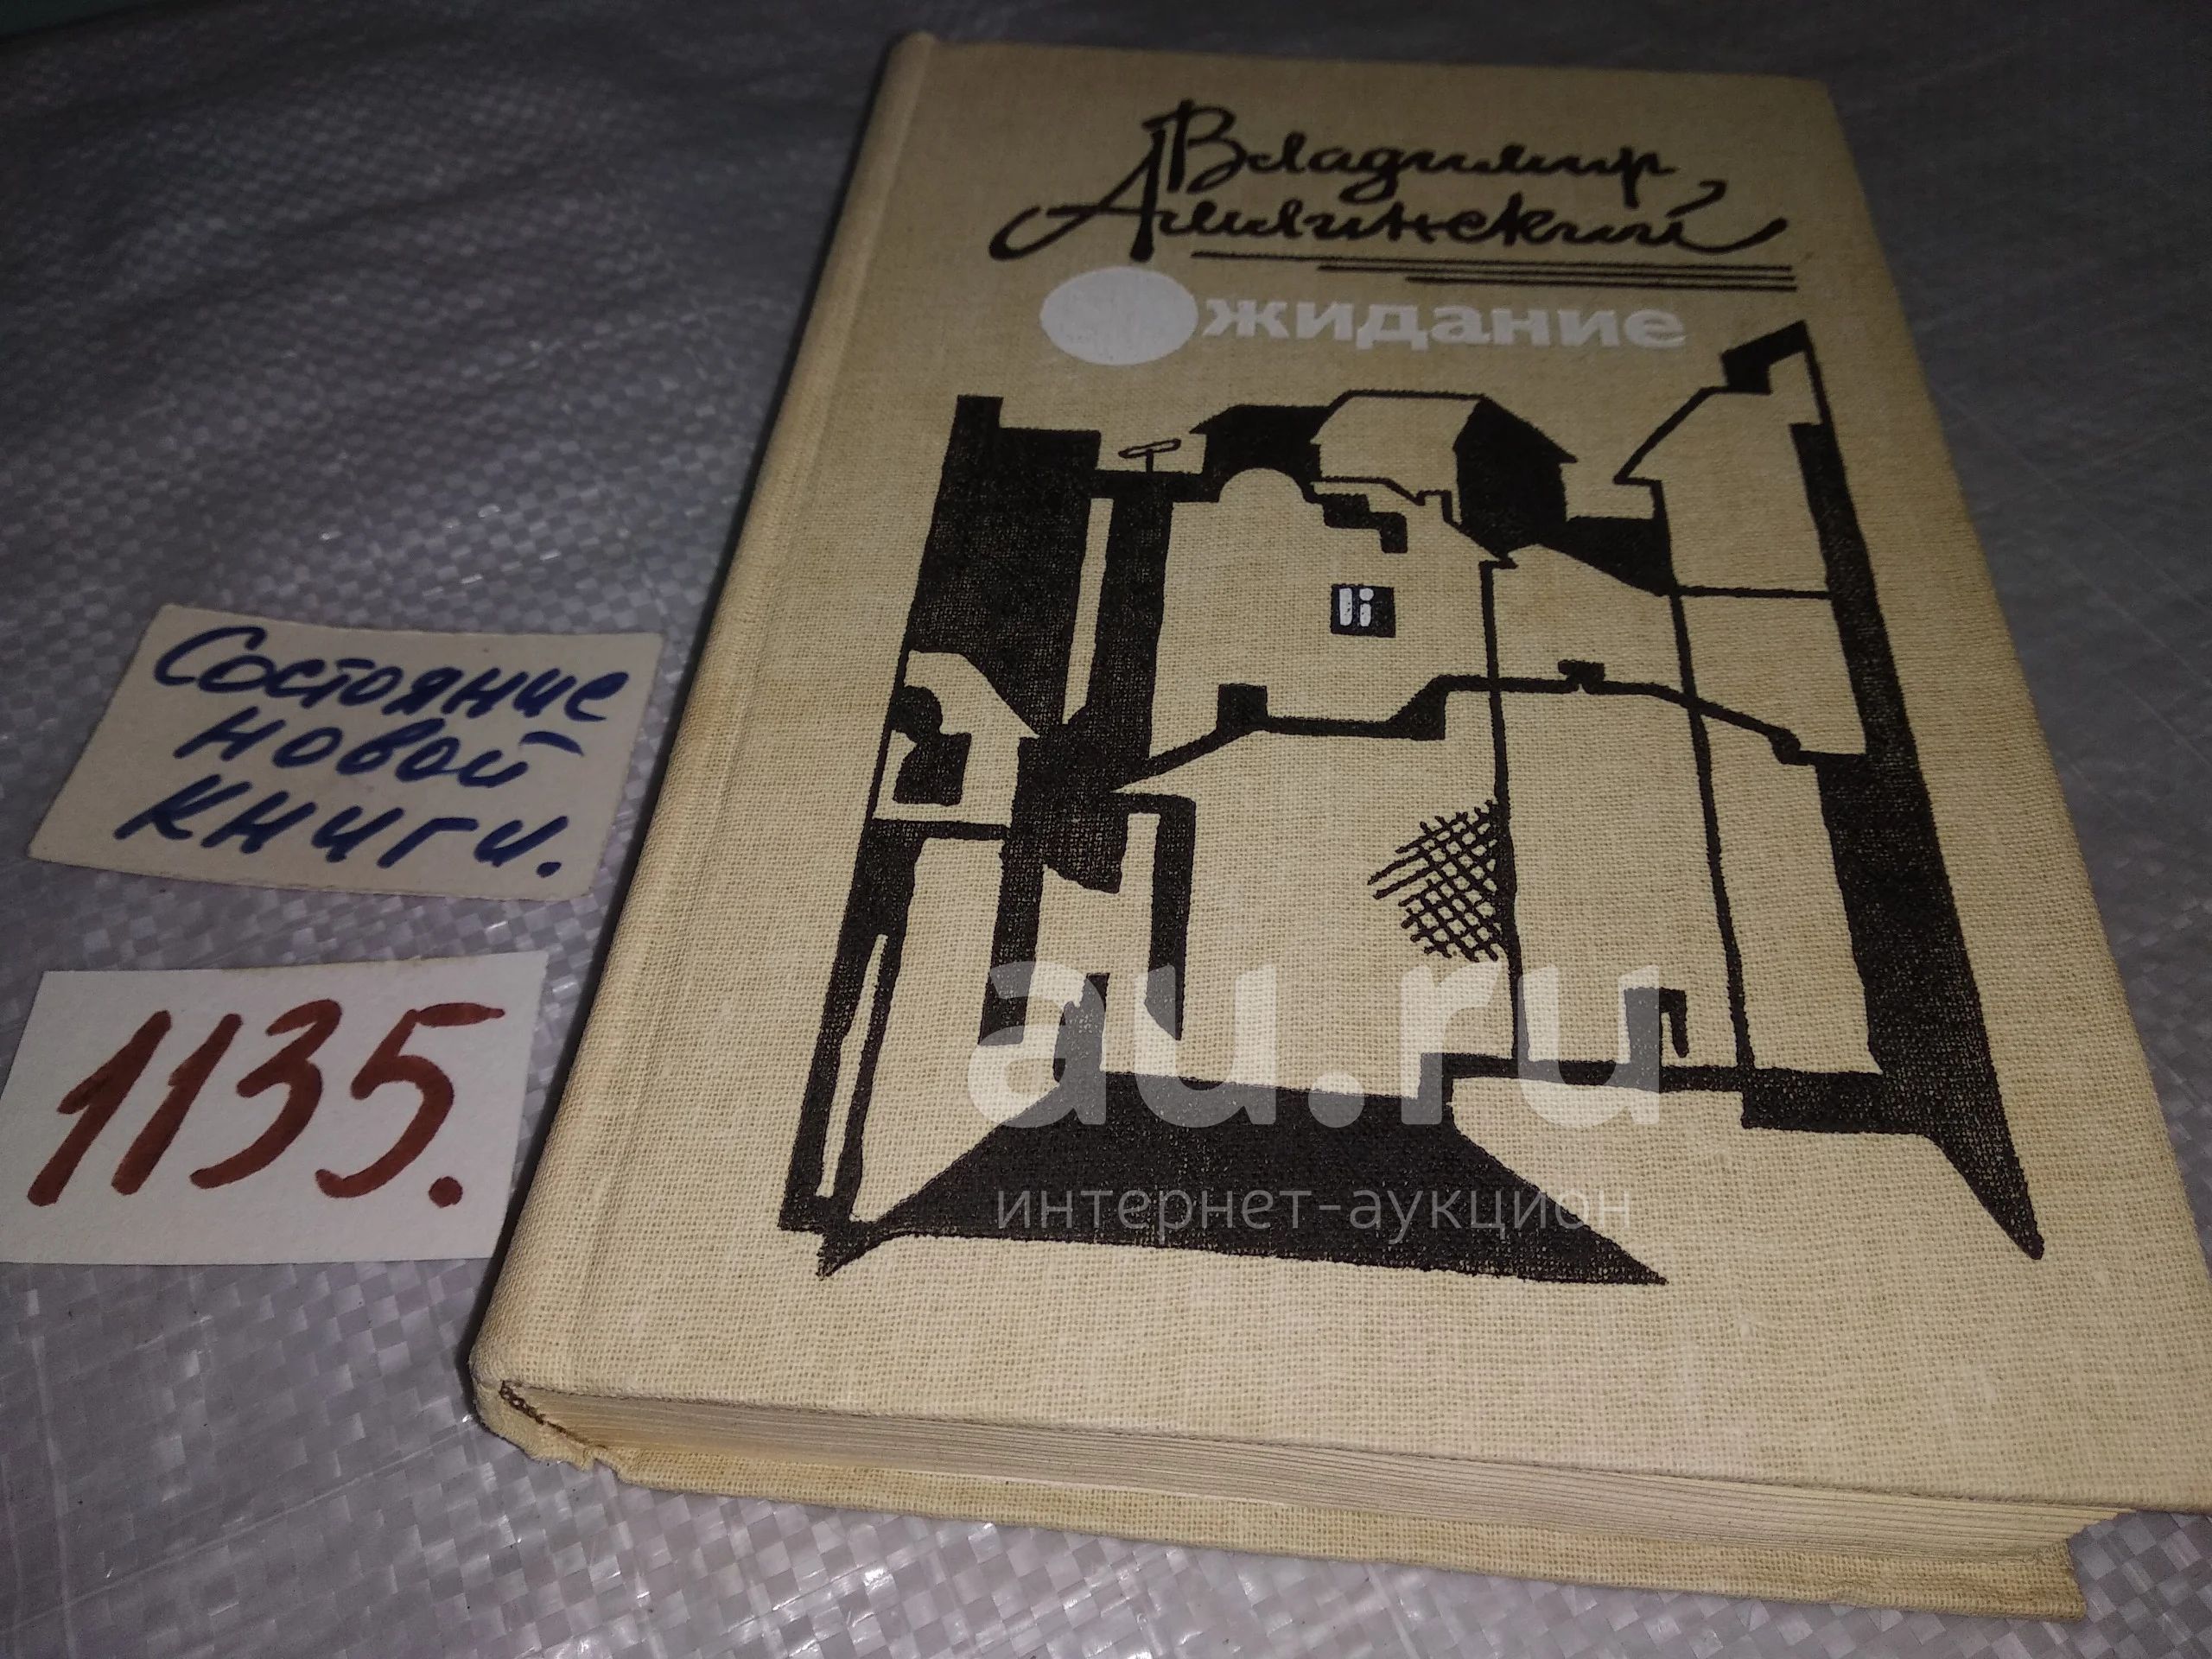 Владимир
Амлинский
Ожидание
Состояние
новой
книги.
1135.
au.ru
интернет-аукцион